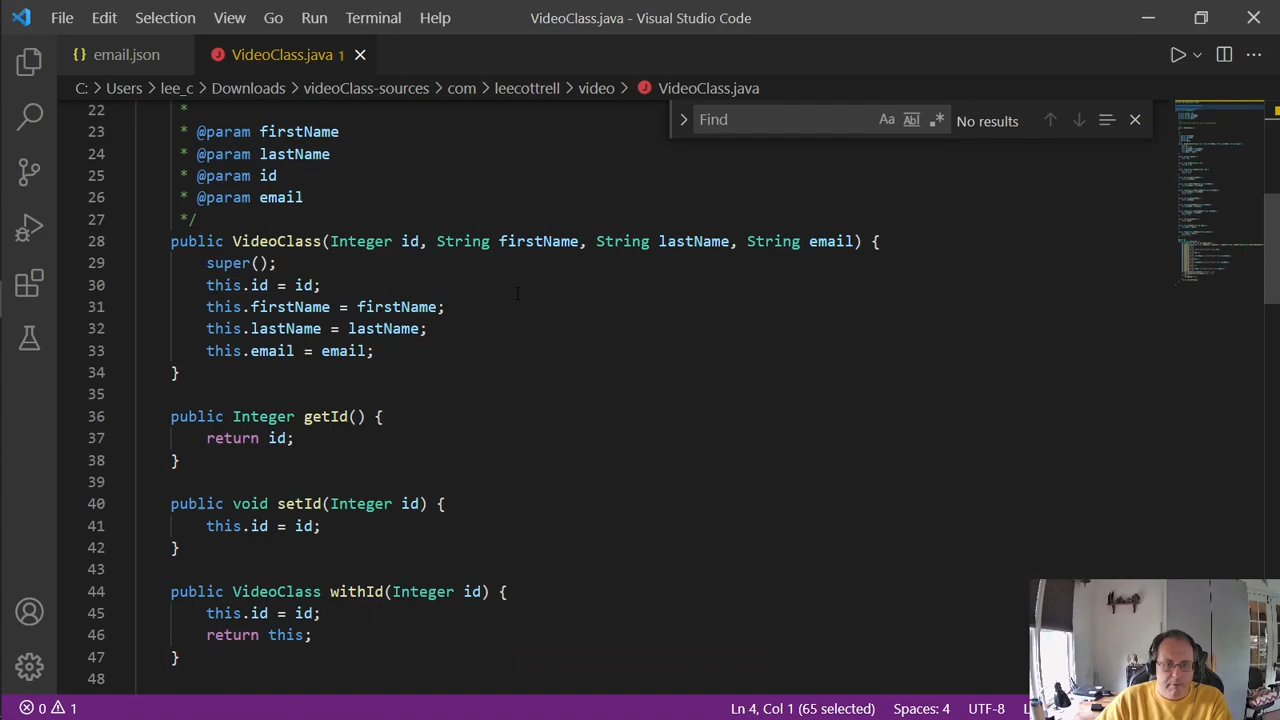 File Edit Selection View Go Run Terminal Help VideoClass.java - Visual Studio Code
{} email.json J VideoClass.java 1
C: > Users > lee_c > Downloads > videoClass-sources > com > leecottrell > video > J VideoClass.java
Find Aa Abl .* No results
22 *
23 * @param firstName
24 * @param lastName
25 * @param id
26 * @param email
27 */
28 public VideoClass(Integer id, String firstName, String lastName, String email) {
29 super();
30 this.id = id;
31 this.firstName = firstName;
32 this.lastName = lastName;
33 this.email = email;
34 }
35
36 public Integer getId() {
37 return id;
38 }
39
40 public void setId(Integer id) {
41 this.id = id;
42 }
43
44 public VideoClass withId(Integer id) {
45 this.id = id;
46 return this;
47 }
48
0 1 Ln 4, Col 1 (65 selected) Spaces: 4 UTF-8